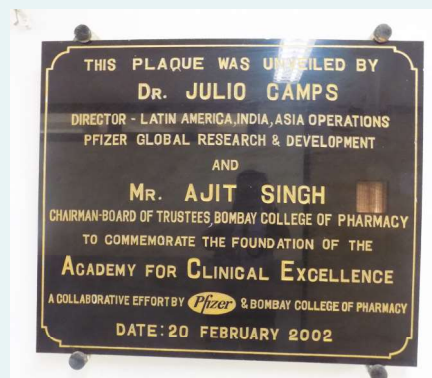 THIS PLAQUE WAS UNVEILED BY
DR. JULIO CAMPS
DIRECTOR - LATIN AMERICA, INDIA, ASIA OPERATIONS
PFIZER GLOBAL RESEARCH & DEVELOPMENT
AND
MR. AJIT SINGH
CHAIRMAN-BOARD OF TRUSTEES, BOMBAY COLLEGE OF PHARMACY
TO COMMEMORATE THE FOUNDATION OF THE
ACADEMY FOR CLINICAL EXCELLENCE
A COLLABORATIVE EFFORT BY Pfizer & BOMBAY COLLEGE OF PHARMACY
DATE: 20 FEBRUARY 2002